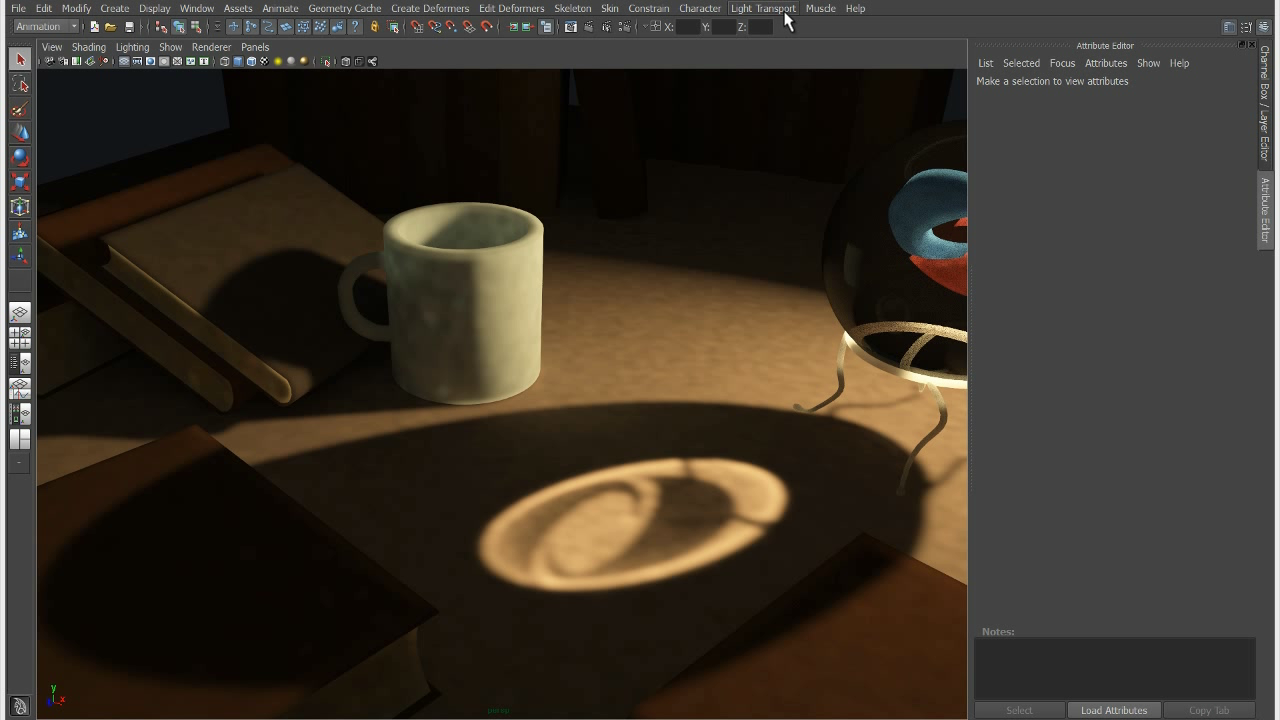 File Edit Modify Create Display Window Assets Animate Geometry Cache Create Deformers Edit Deformers Skeleton Skin Constrain Character Light Transport Muscle Help
Animation X: Y: Z:
View Shading Lighting Show Renderer Panels
Attribute Editor
List Selected Focus Attributes Show Help
Make a selection to view attributes
Channel Box / Layer Editor
Attribute Editor
Notes:
Select Load Attributes Copy Tab
y
x
persp